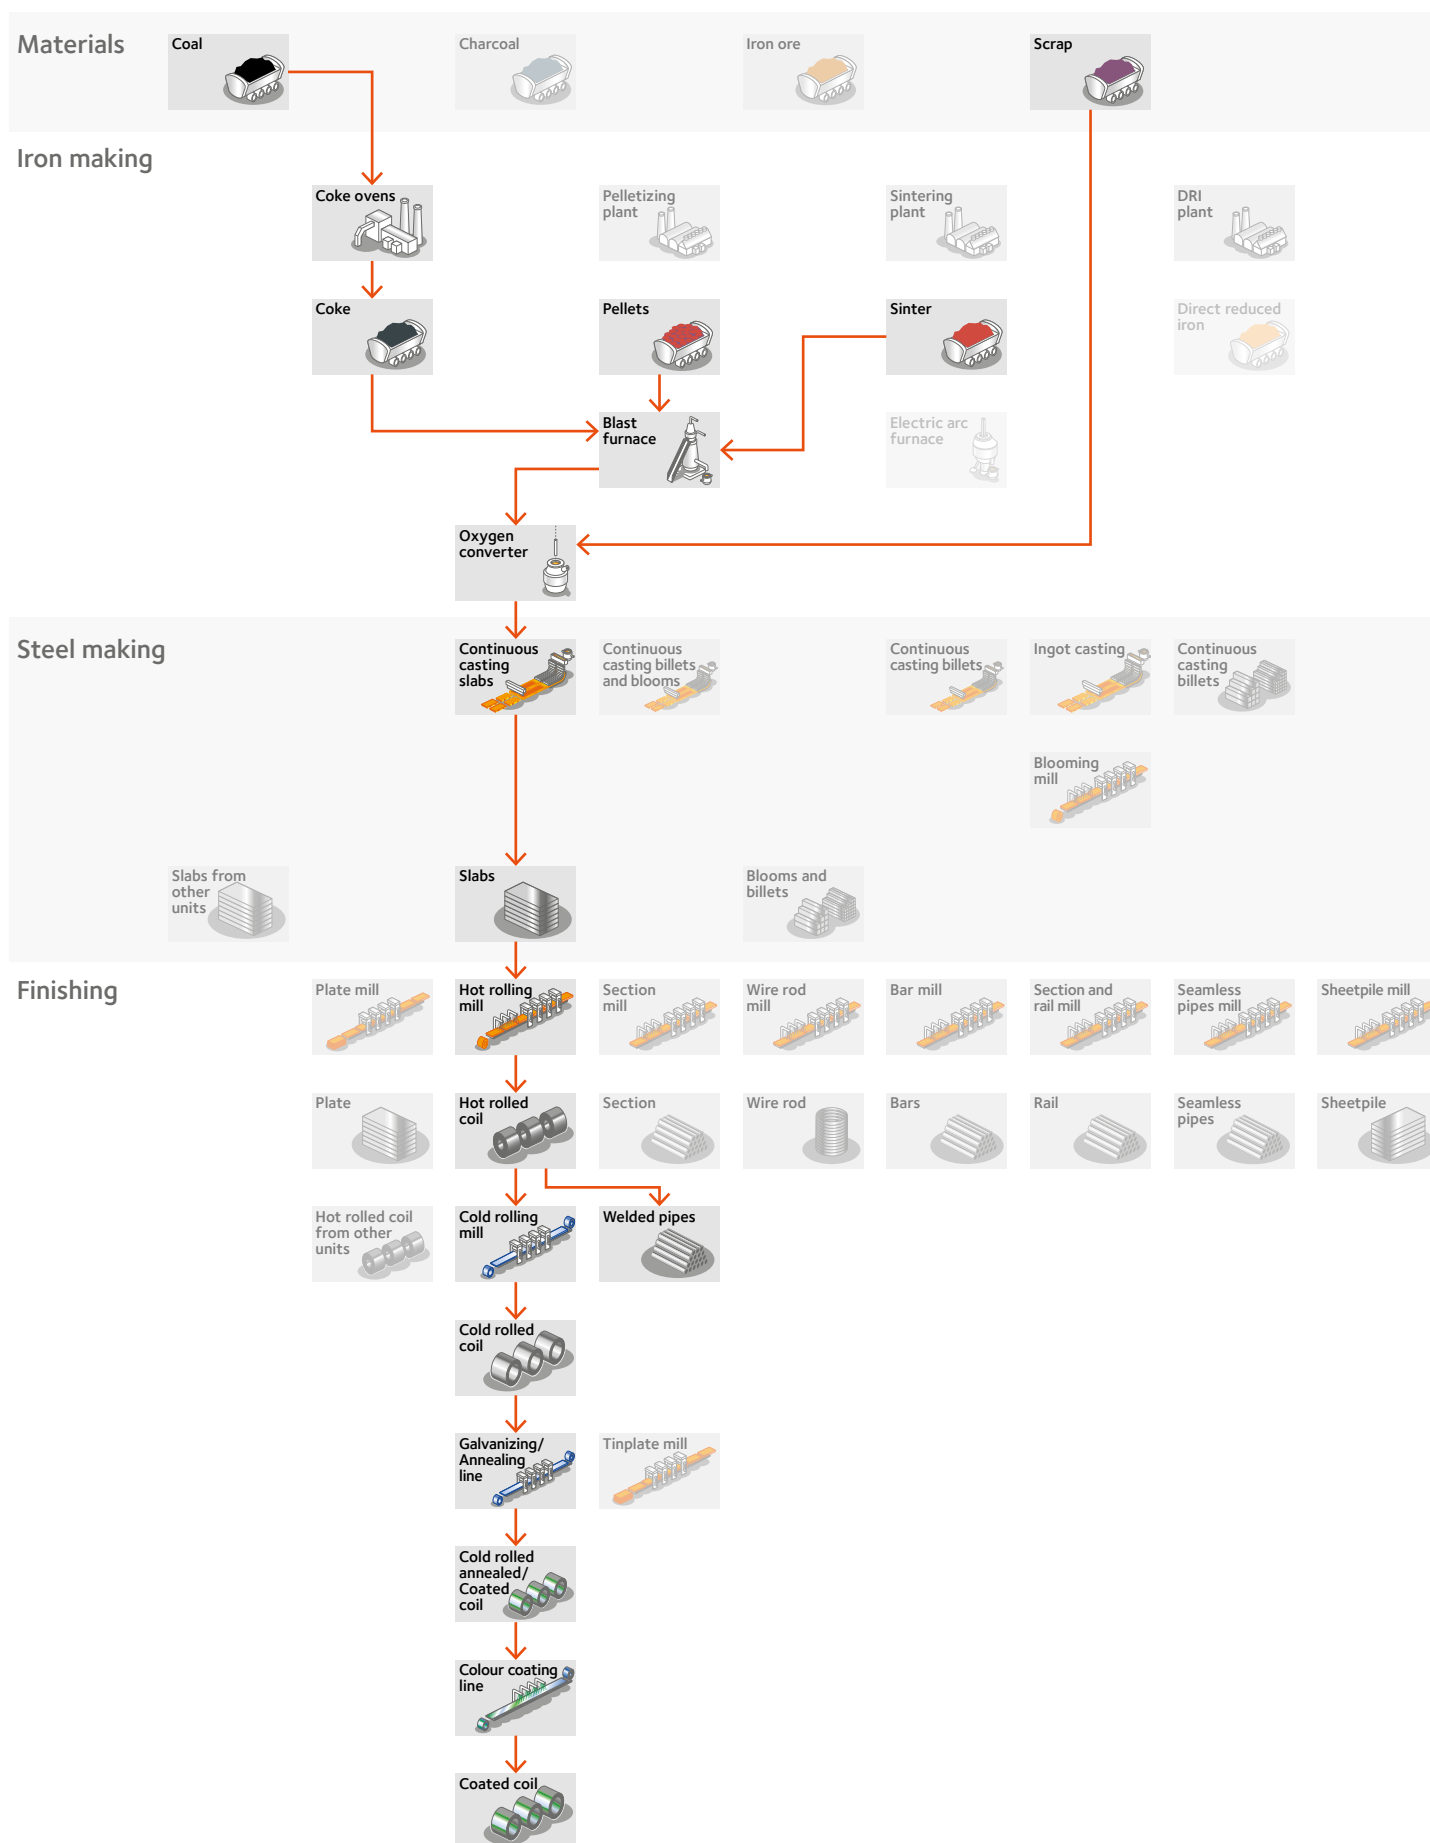 Materials
Coal
Charcoal
Iron ore
Scrap
Iron making
Coke ovens
Pelletizing
plant
Sintering
plant
DRI
plant
Coke
Pellets
Sinter
Direct reduced
iron
Blast
furnace
Electric arc
furnace
Oxygen
converter
Steel making
Continuous
casting
slabs
Continuous
casting billets
and blooms
Continuous
casting billets
Ingot casting
Continuous
casting
billets
Blooming
mill
Slabs from
other
units
Slabs
Blooms and
billets
Finishing
Plate mill
Hot rolling
mill
Section
mill
Wire rod
mill
Bar mill
Section and
rail mill
Seamless
pipes mill
Sheetpile mill
Plate
Hot rolled
coil
Section
Wire rod
Bars
Rail
Seamless
pipes
Sheetpile
Hot rolled coil
from other
units
Cold rolling
mill
Welded pipes
Cold rolled
coil
Galvanizing/
Annealing
line
Tinplate mill
Cold rolled
annealed/
Coated
coil
Colour coating
line
Coated coil